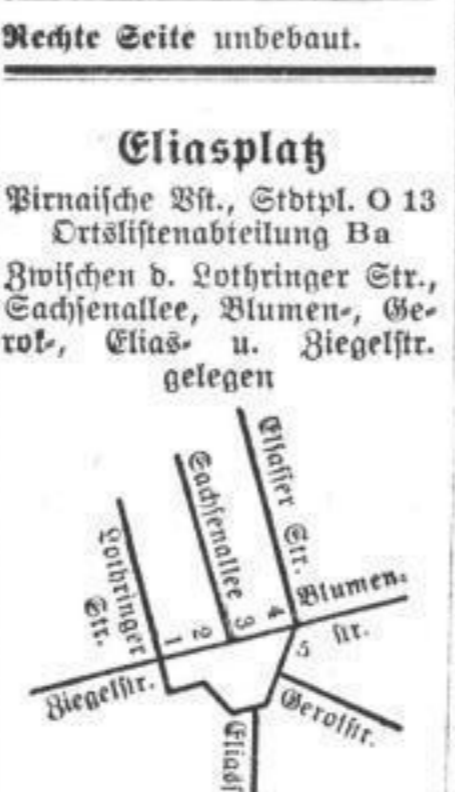 Rechte Seite unbebaut.
Eliasplatz
Pirnaische Vst., Stdtpl. O 13
Ortslistenabteilung Ba
Zwischen d. Lothringer Str.,
Sachsenallee, Blumen-, Ge-
rok-, Elias- u. Ziegelstr.
gelegen
Elsasser Str.
Sachsenallee
Lothringer
Str.
1
2
3
4
Blumen-
str.
5
Ziegelstr.
Gerokstr.
Eliass